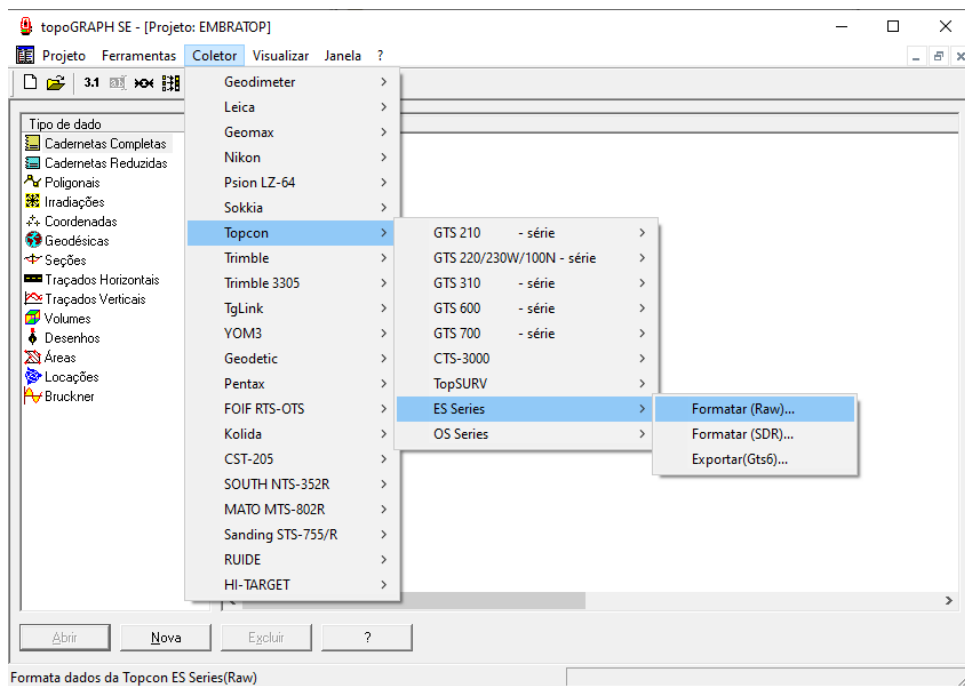 topoGRAPH SE - [Projeto: EMBRATOP]
Projeto Ferramentas Coletor Visualizar Janela ?
3.1
Tipo de dado
Cadernetas Completas
Cadernetas Reduzidas
Poligonais
Irradiações
Coordenadas
Geodésicas
Seções
Traçados Horizontais
Traçados Verticais
Volumes
Desenhos
Áreas
Locações
Bruckner
Geodimeter
Leica
Geomax
Nikon
Psion LZ-64
Sokkia
Topcon
Trimble
Trimble 3305
TgLink
YOM3
Geodetic
Pentax
FOIF RTS-OTS
Kolida
CST-205
SOUTH NTS-352R
MATO MTS-802R
Sanding STS-755/R
RUIDE
HI-TARGET
GTS 210 - série
GTS 220/230W/100N - série
GTS 310 - série
GTS 600 - série
GTS 700 - série
CTS-3000
TopSURV
ES Series
OS Series
Formatar (Raw)...
Formatar (SDR)...
Exportar(Gts6)...
Abrir Nova Excluir ?
Formata dados da Topcon ES Series(Raw)